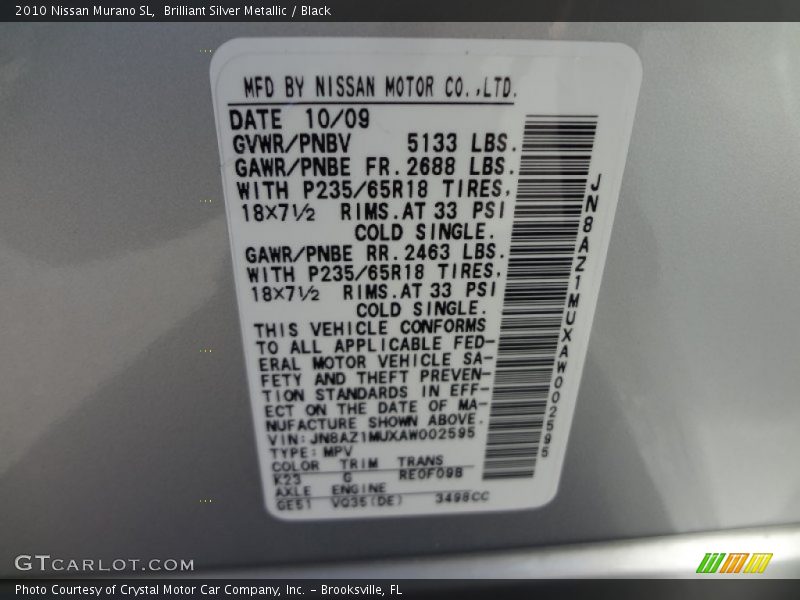 2010 Nissan Murano SL,  Brilliant Silver Metallic / Black
MFD BY NISSAN MOTOR CO.,LTD.
DATE 10/09
GVWR/PNBV 5133 LBS.
GAWR/PNBE FR. 2688 LBS.
WITH P235/65R18 TIRES,
18×7½ RIMS. AT 33 PSI
COLD SINGLE.
GAWR/PNBE RR. 2463 LBS.
WITH P235/65R18 TIRES,
18×7½ RIMS. AT 33 PSI
COLD SINGLE.
THIS VEHICLE CONFORMS
TO ALL APPLICABLE FED-
ERAL MOTOR VEHICLE SA-
FETY AND THEFT PREVEN-
TION STANDARDS IN EFF-
ECT ON THE DATE OF MA-
NUFACTURE SHOWN ABOVE.
VIN: JN8AZ1MUXAW002595
TYPE: MPV
COLOR TRIM TRANS
K23 G RE0F09B
AXLE ENGINE
GE51 VQ35(DE) 3498CC
JN8AZ1MUXAW002595
GTCARLOT.COM
Photo Courtesy of Crystal Motor Car Company, Inc. – Brooksville, FL